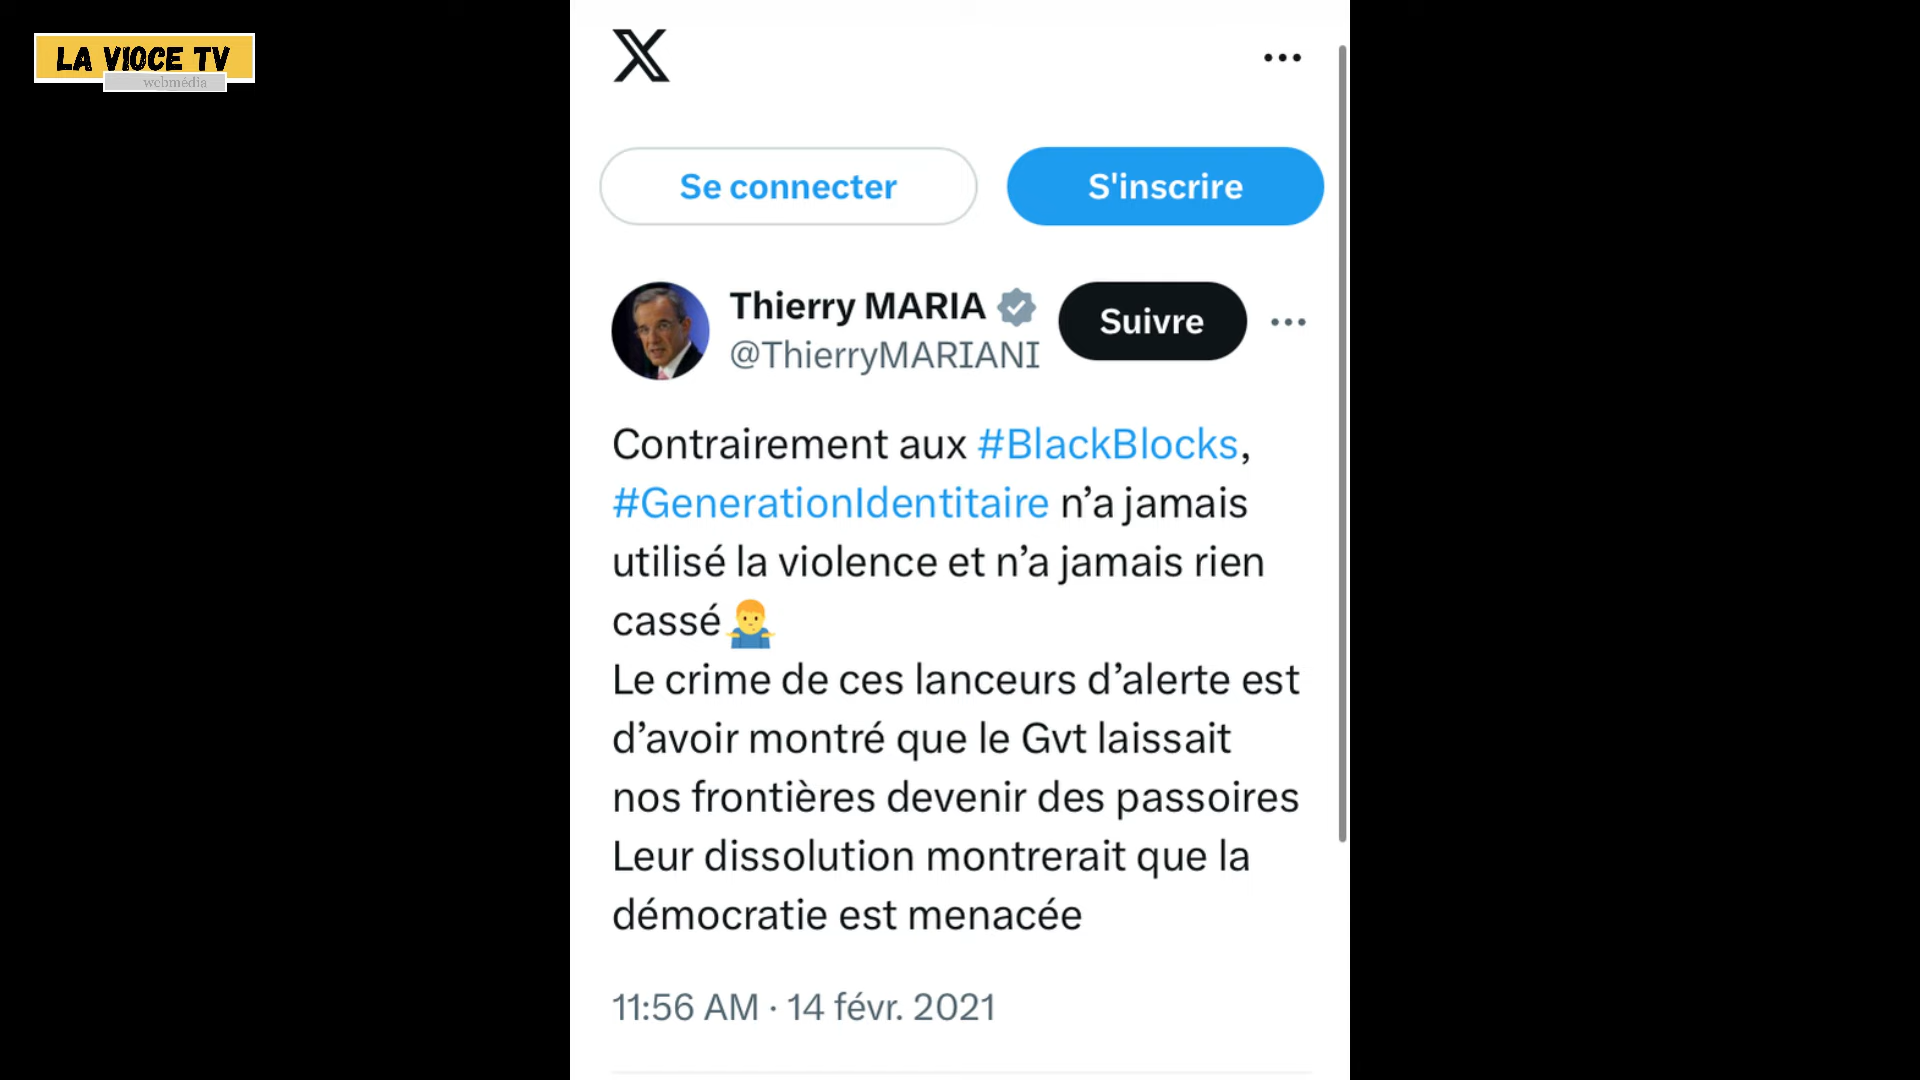 LA VIOCE TV
webmédia
X
Se connecter
S'inscrire
Thierry MARIA
@ThierryMARIANI
Suivre
Contrairement aux #BlackBlocks,
#GenerationIdentitaire n’a jamais
utilisé la violence et n’a jamais rien
cassé🤷‍♂️
Le crime de ces lanceurs d’alerte est
d’avoir montré que le Gvt laissait
nos frontières devenir des passoires
Leur dissolution montrerait que la
démocratie est menacée
11:56 AM · 14 févr. 2021